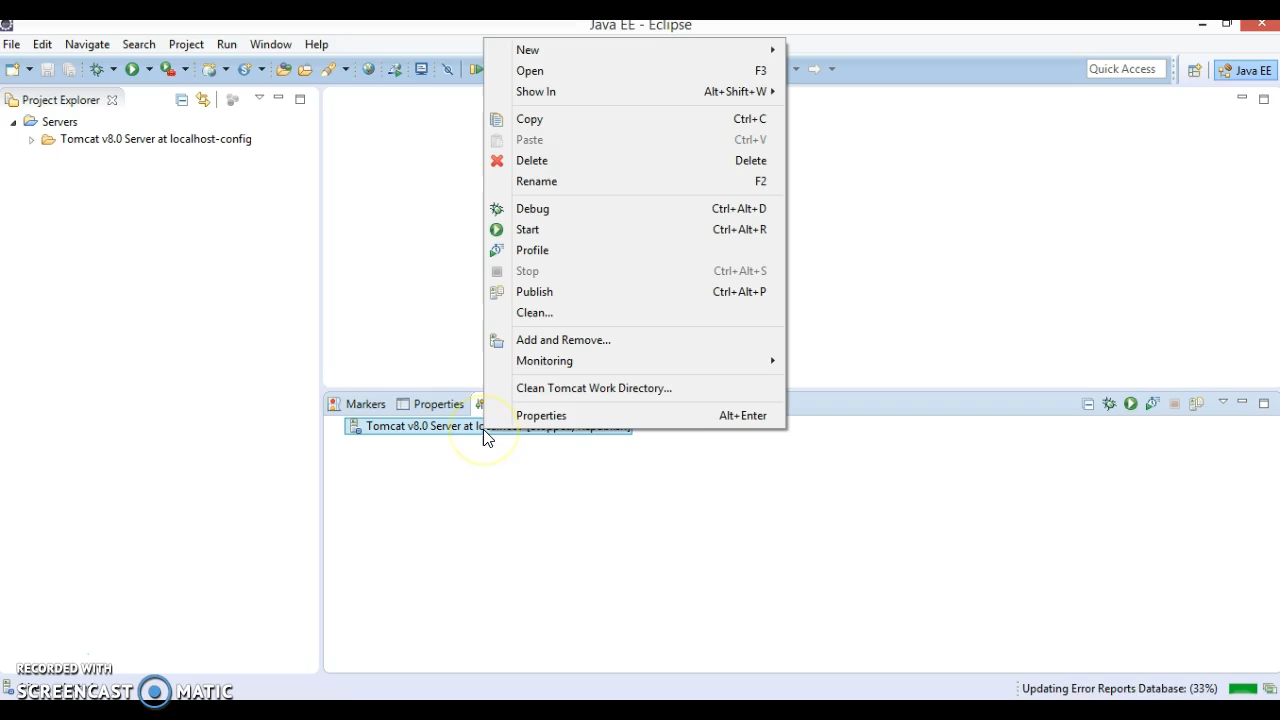 Java EE - Eclipse
File Edit Navigate Search Project Run Window Help
Quick Access
Java EE
Project Explorer
Servers
Tomcat v8.0 Server at localhost-config
New
Open F3
Show In Alt+Shift+W
Copy Ctrl+C
Paste Ctrl+V
Delete Delete
Rename F2
Debug Ctrl+Alt+D
Start Ctrl+Alt+R
Profile
Stop Ctrl+Alt+S
Publish Ctrl+Alt+P
Clean...
Add and Remove...
Monitoring
Clean Tomcat Work Directory...
Properties Alt+Enter
Markers Properties
Tomcat v8.0 Server at
RECORDED WITH
SCREENCAST MATIC
Updating Error Reports Database: (33%)